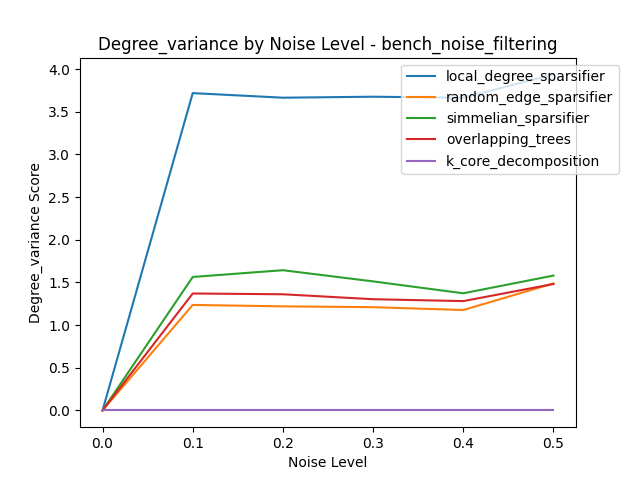 Degree_variance by Noise Level - bench_noise_filtering
local_degree_sparsifier
random_edge_sparsifier
simmelian_sparsifier
overlapping_trees
k_core_decomposition
Degree_variance Score
4.0
3.5
3.0
2.5
2.0
1.5
1.0
0.5
0.0
0.0 0.1 0.2 0.3 0.4 0.5
Noise Level